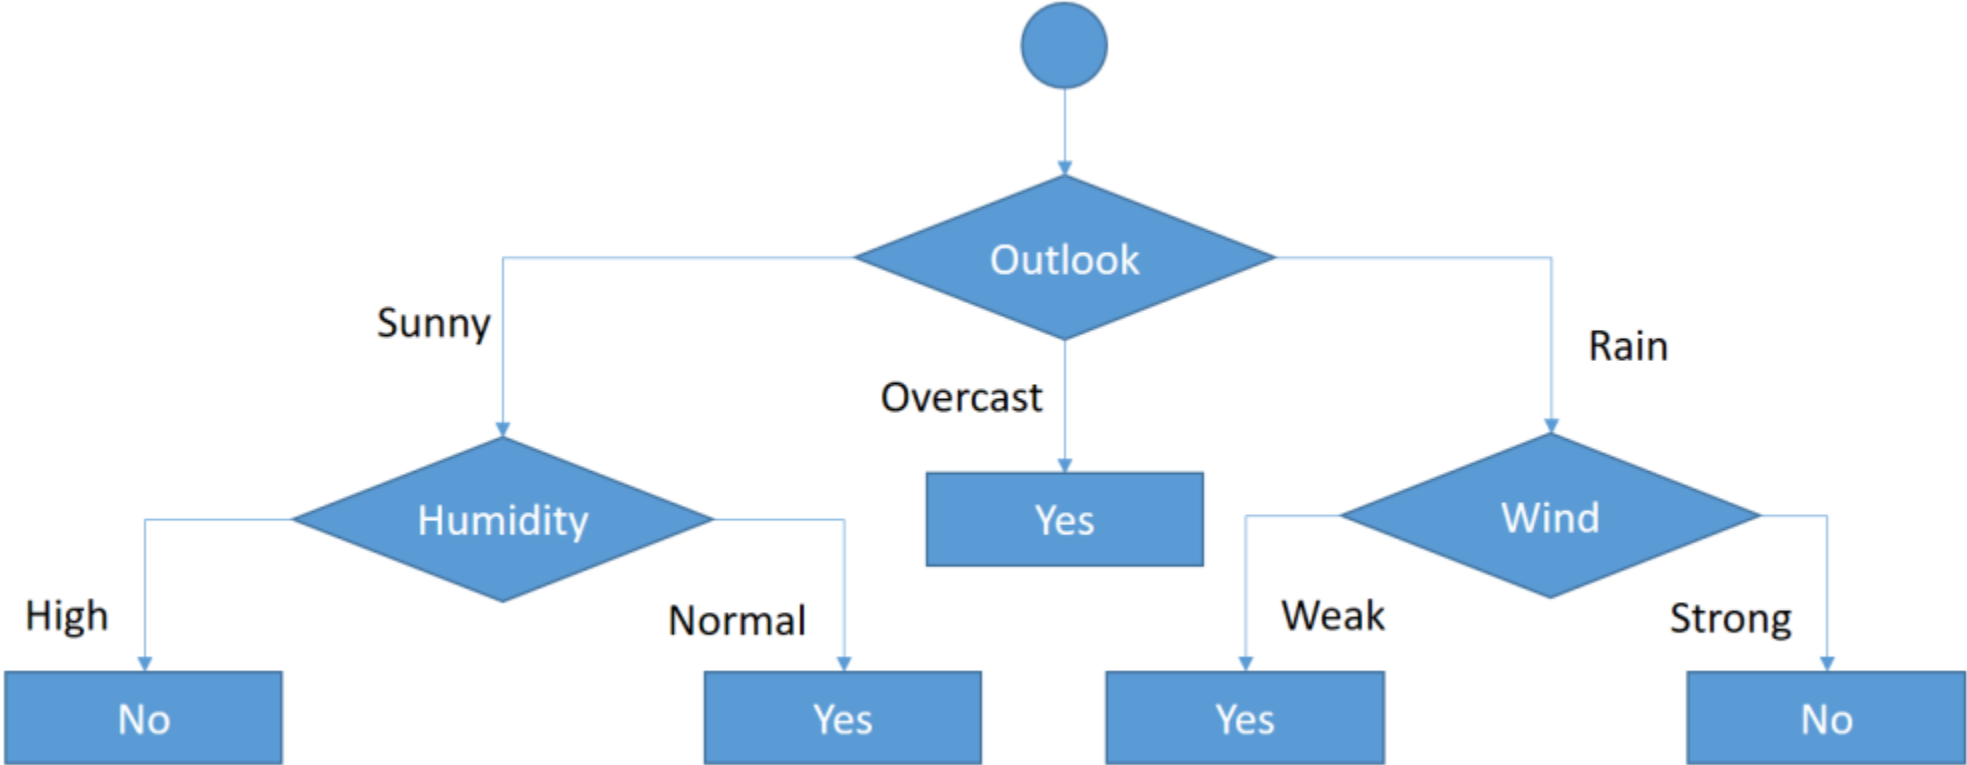 Outlook
Sunny
Rain
Overcast
Humidity
Yes
Wind
High
Normal
Weak
Strong
No
Yes
Yes
No